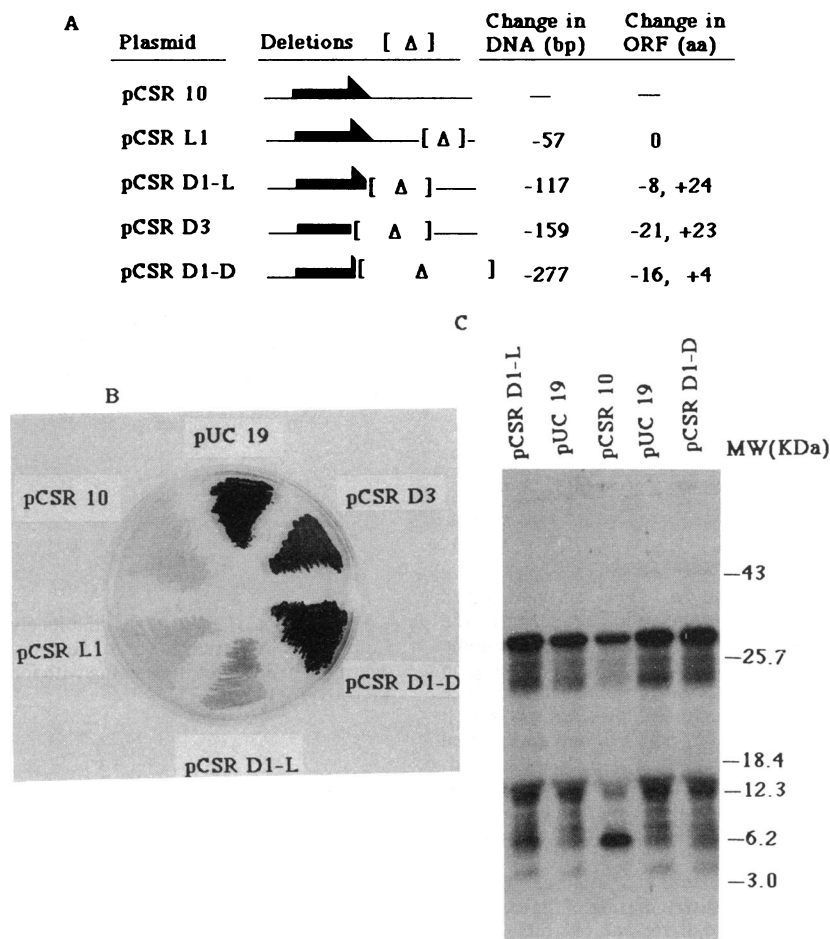 A
Plasmid Deletions [ Δ ] Change in DNA (bp) Change in ORF (aa)
pCSR 10 — —
pCSR L1 [ Δ ] -57 0
pCSR D1-L [ Δ ] -117 -8, +24
pCSR D3 [ Δ ] -159 -21, +23
pCSR D1-D [ Δ ] -277 -16, +4
B
pUC 19
pCSR 10
pCSR D3
pCSR L1
pCSR D1-D
pCSR D1-L
C
pCSR D1-L
pUC 19
pCSR 10
pUC 19
pCSR D1-D
MW(KDa)
—43
—25.7
—18.4
—12.3
—6.2
—3.0